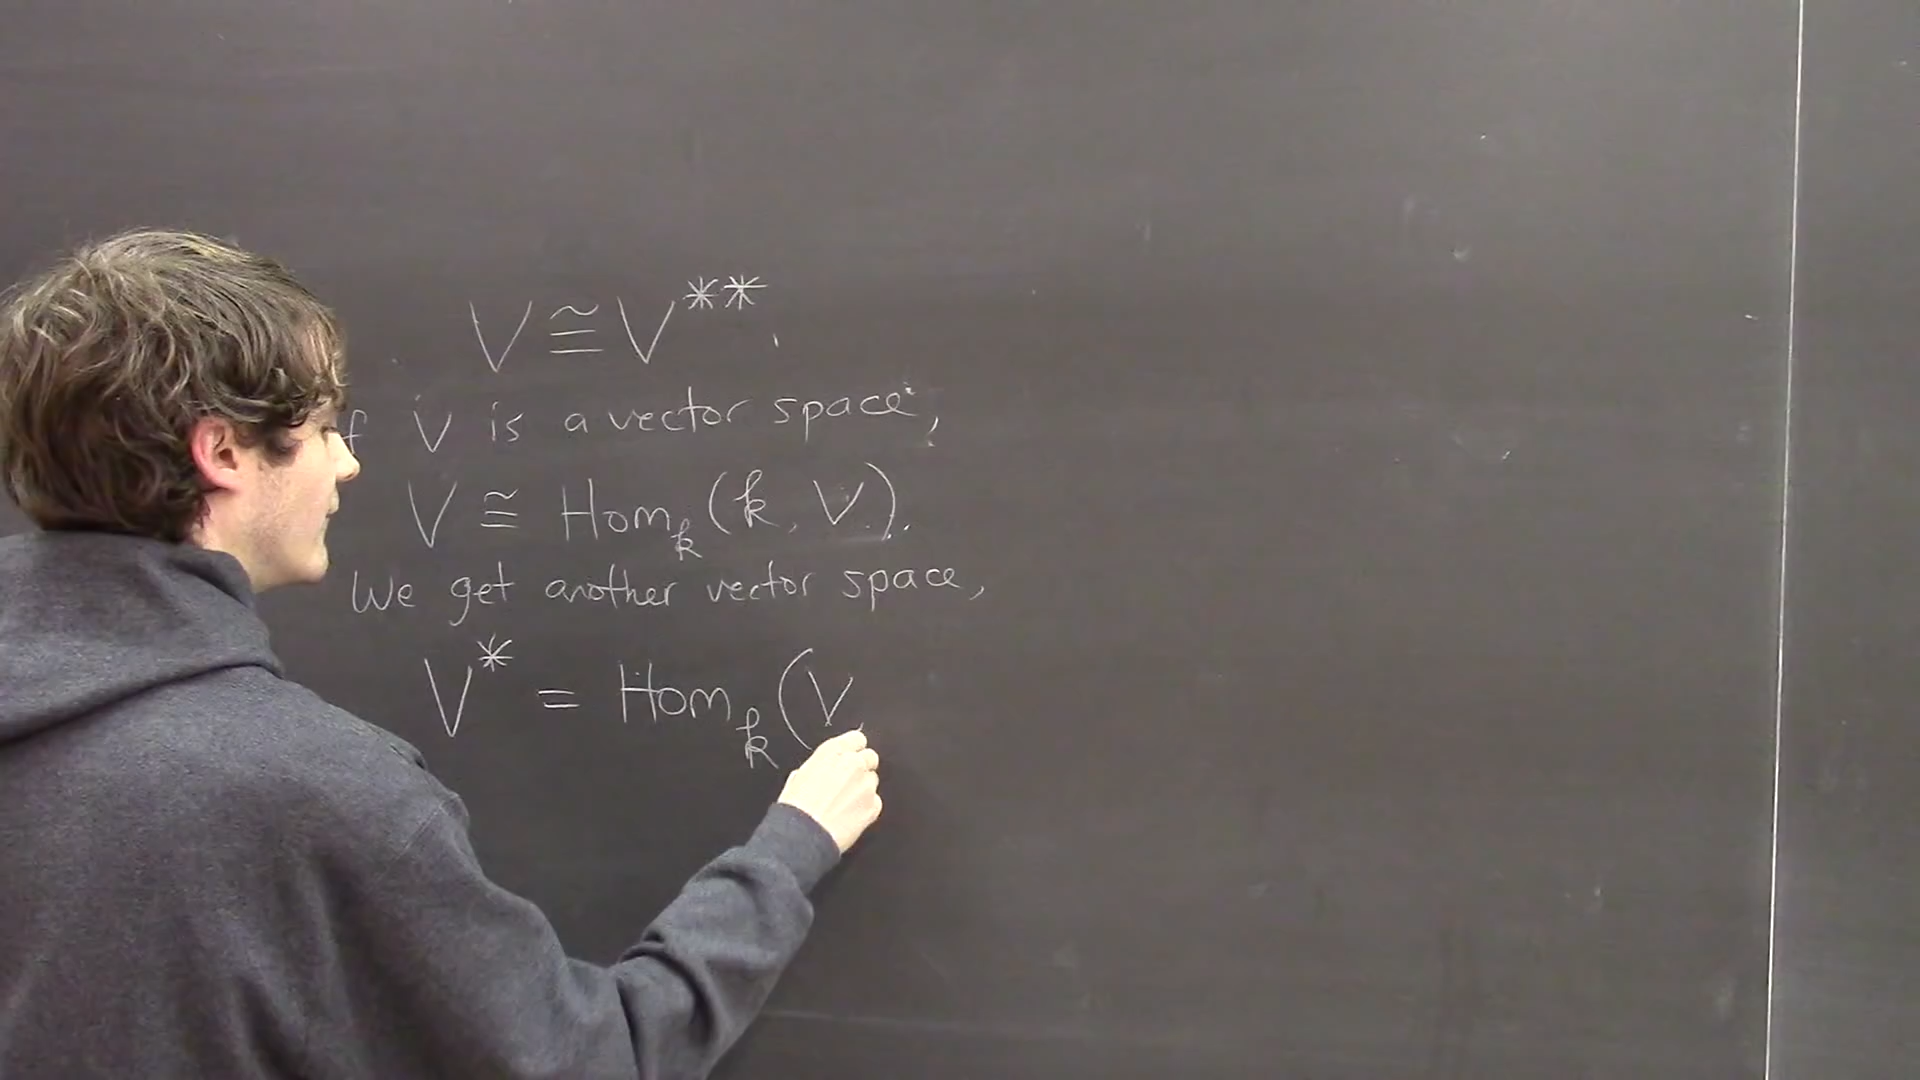 V ≅ V**.
f V is a vector space,
V ≅ Hom_k(k, V).
We get another vector space,
V* = Hom_k(V